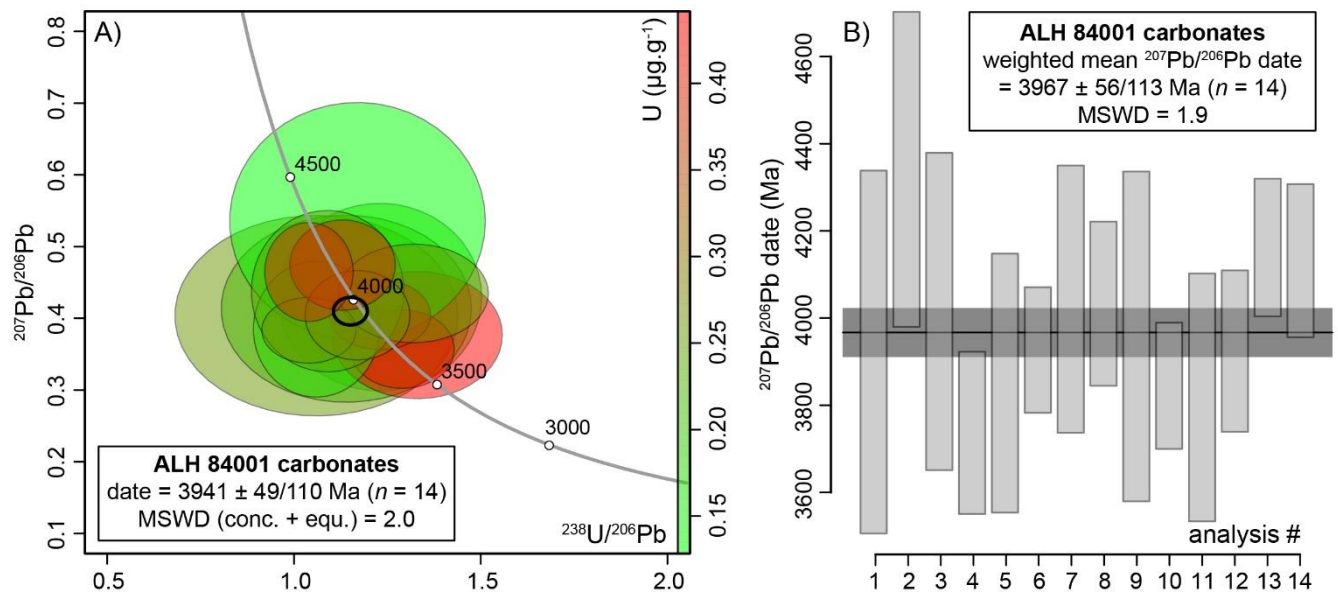 A)
0.8
0.7
0.6
0.5
0.4
0.3
0.2
0.1
²⁰⁷Pb/²⁰⁶Pb
4500
4000
3500
3000
ALH 84001 carbonates
date = 3941 ± 49/110 Ma (n = 14)
MSWD (conc. + equ.) = 2.0
²³⁸U/²⁰⁶Pb
0.5 1.0 1.5 2.0
U (µg.g⁻¹)
0.40
0.35
0.30
0.25
0.20
0.15
B)
ALH 84001 carbonates
weighted mean ²⁰⁷Pb/²⁰⁶Pb date
= 3967 ± 56/113 Ma (n = 14)
MSWD = 1.9
²⁰⁷Pb/²⁰⁶Pb date (Ma)
4600
4400
4200
4000
3800
3600
analysis #
1 2 3 4 5 6 7 8 9 10 11 12 13 14